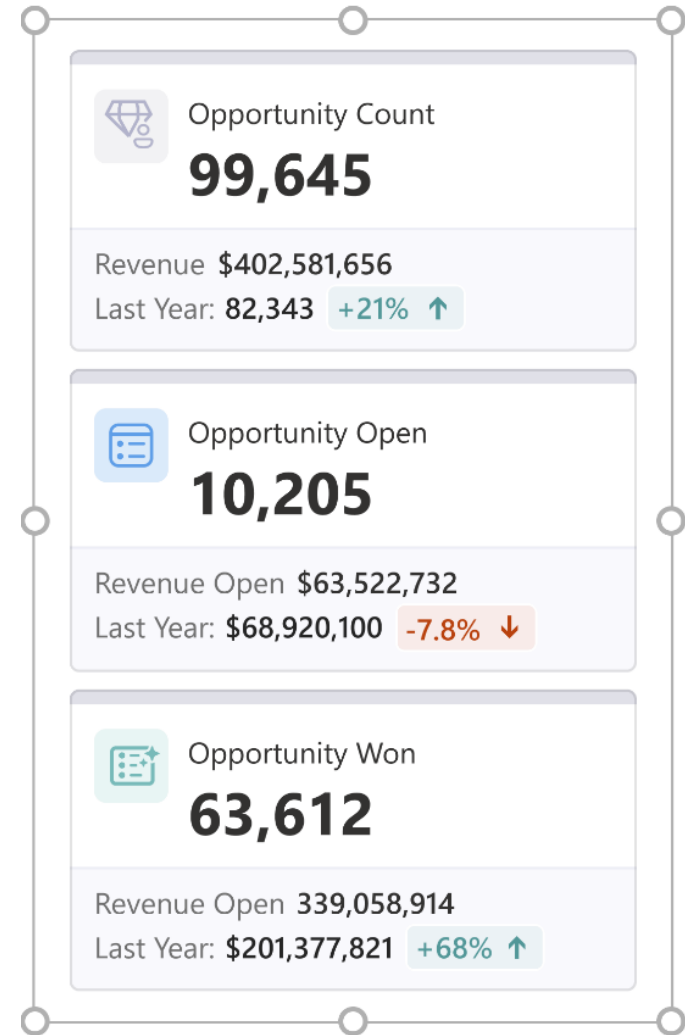 Opportunity Count
99,645
Revenue $402,581,656
Last Year: 82,343 +21% ↑
Opportunity Open
10,205
Revenue Open $63,522,732
Last Year: $68,920,100 -7.8% ↓
Opportunity Won
63,612
Revenue Open 339,058,914
Last Year: $201,377,821 +68% ↑